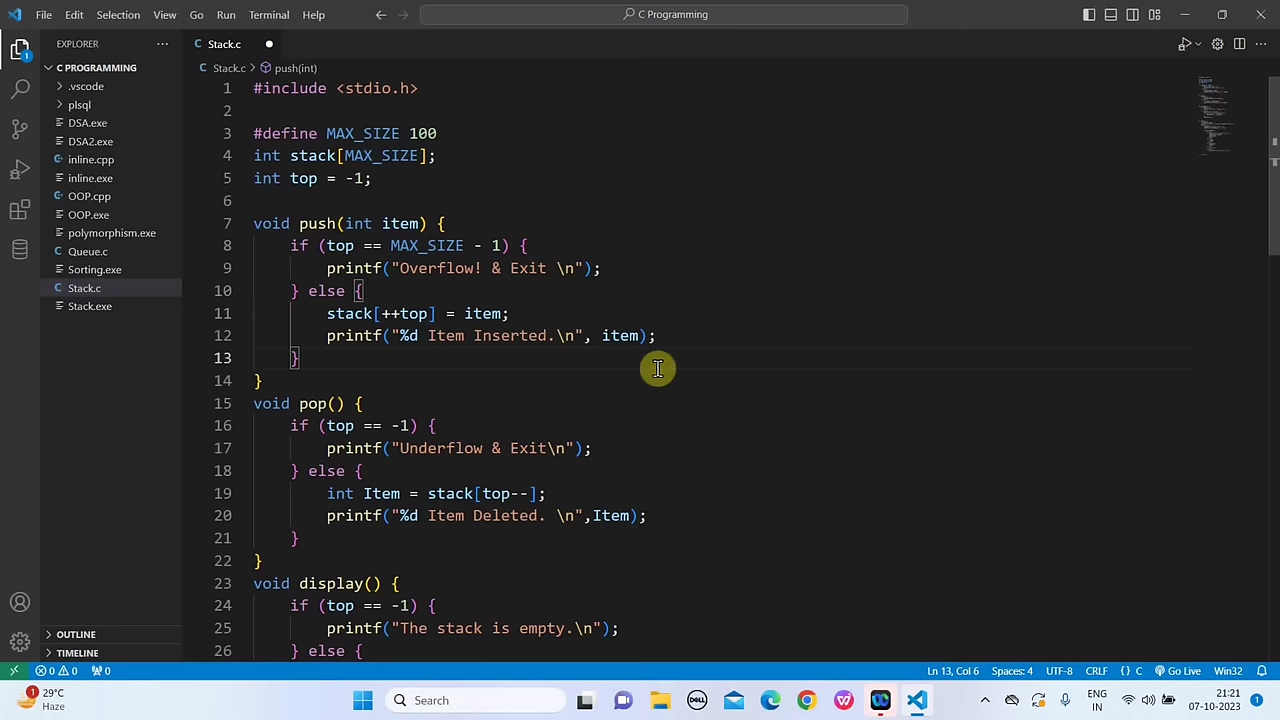 File Edit Selection View Go Run Terminal Help
C Programming
EXPLORER
C PROGRAMMING
.vscode
plsql
DSA.exe
DSA2.exe
inline.cpp
inline.exe
OOP.cpp
OOP.exe
polymorphism.exe
Queue.c
Sorting.exe
Stack.c
Stack.exe
OUTLINE
TIMELINE
C Stack.c
C Stack.c > push(int)
1 #include <stdio.h>
2
3 #define MAX_SIZE 100
4 int stack[MAX_SIZE];
5 int top = -1;
6
7 void push(int item) {
8 if (top == MAX_SIZE - 1) {
9 printf("Overflow! & Exit \n");
10 } else {
11 stack[++top] = item;
12 printf("%d Item Inserted.\n", item);
13 }
14 }
15 void pop() {
16 if (top == -1) {
17 printf("Underflow & Exit\n");
18 } else {
19 int Item = stack[top--];
20 printf("%d Item Deleted. \n",Item);
21 }
22 }
23 void display() {
24 if (top == -1) {
25 printf("The stack is empty.\n");
26 } else {
0 0 0 Ln 13, Col 6 Spaces: 4 UTF-8 CRLF {} C Go Live Win32
1 29°C
Haze
Search
DELL
ENG
IN
21:21
07-10-2023
1